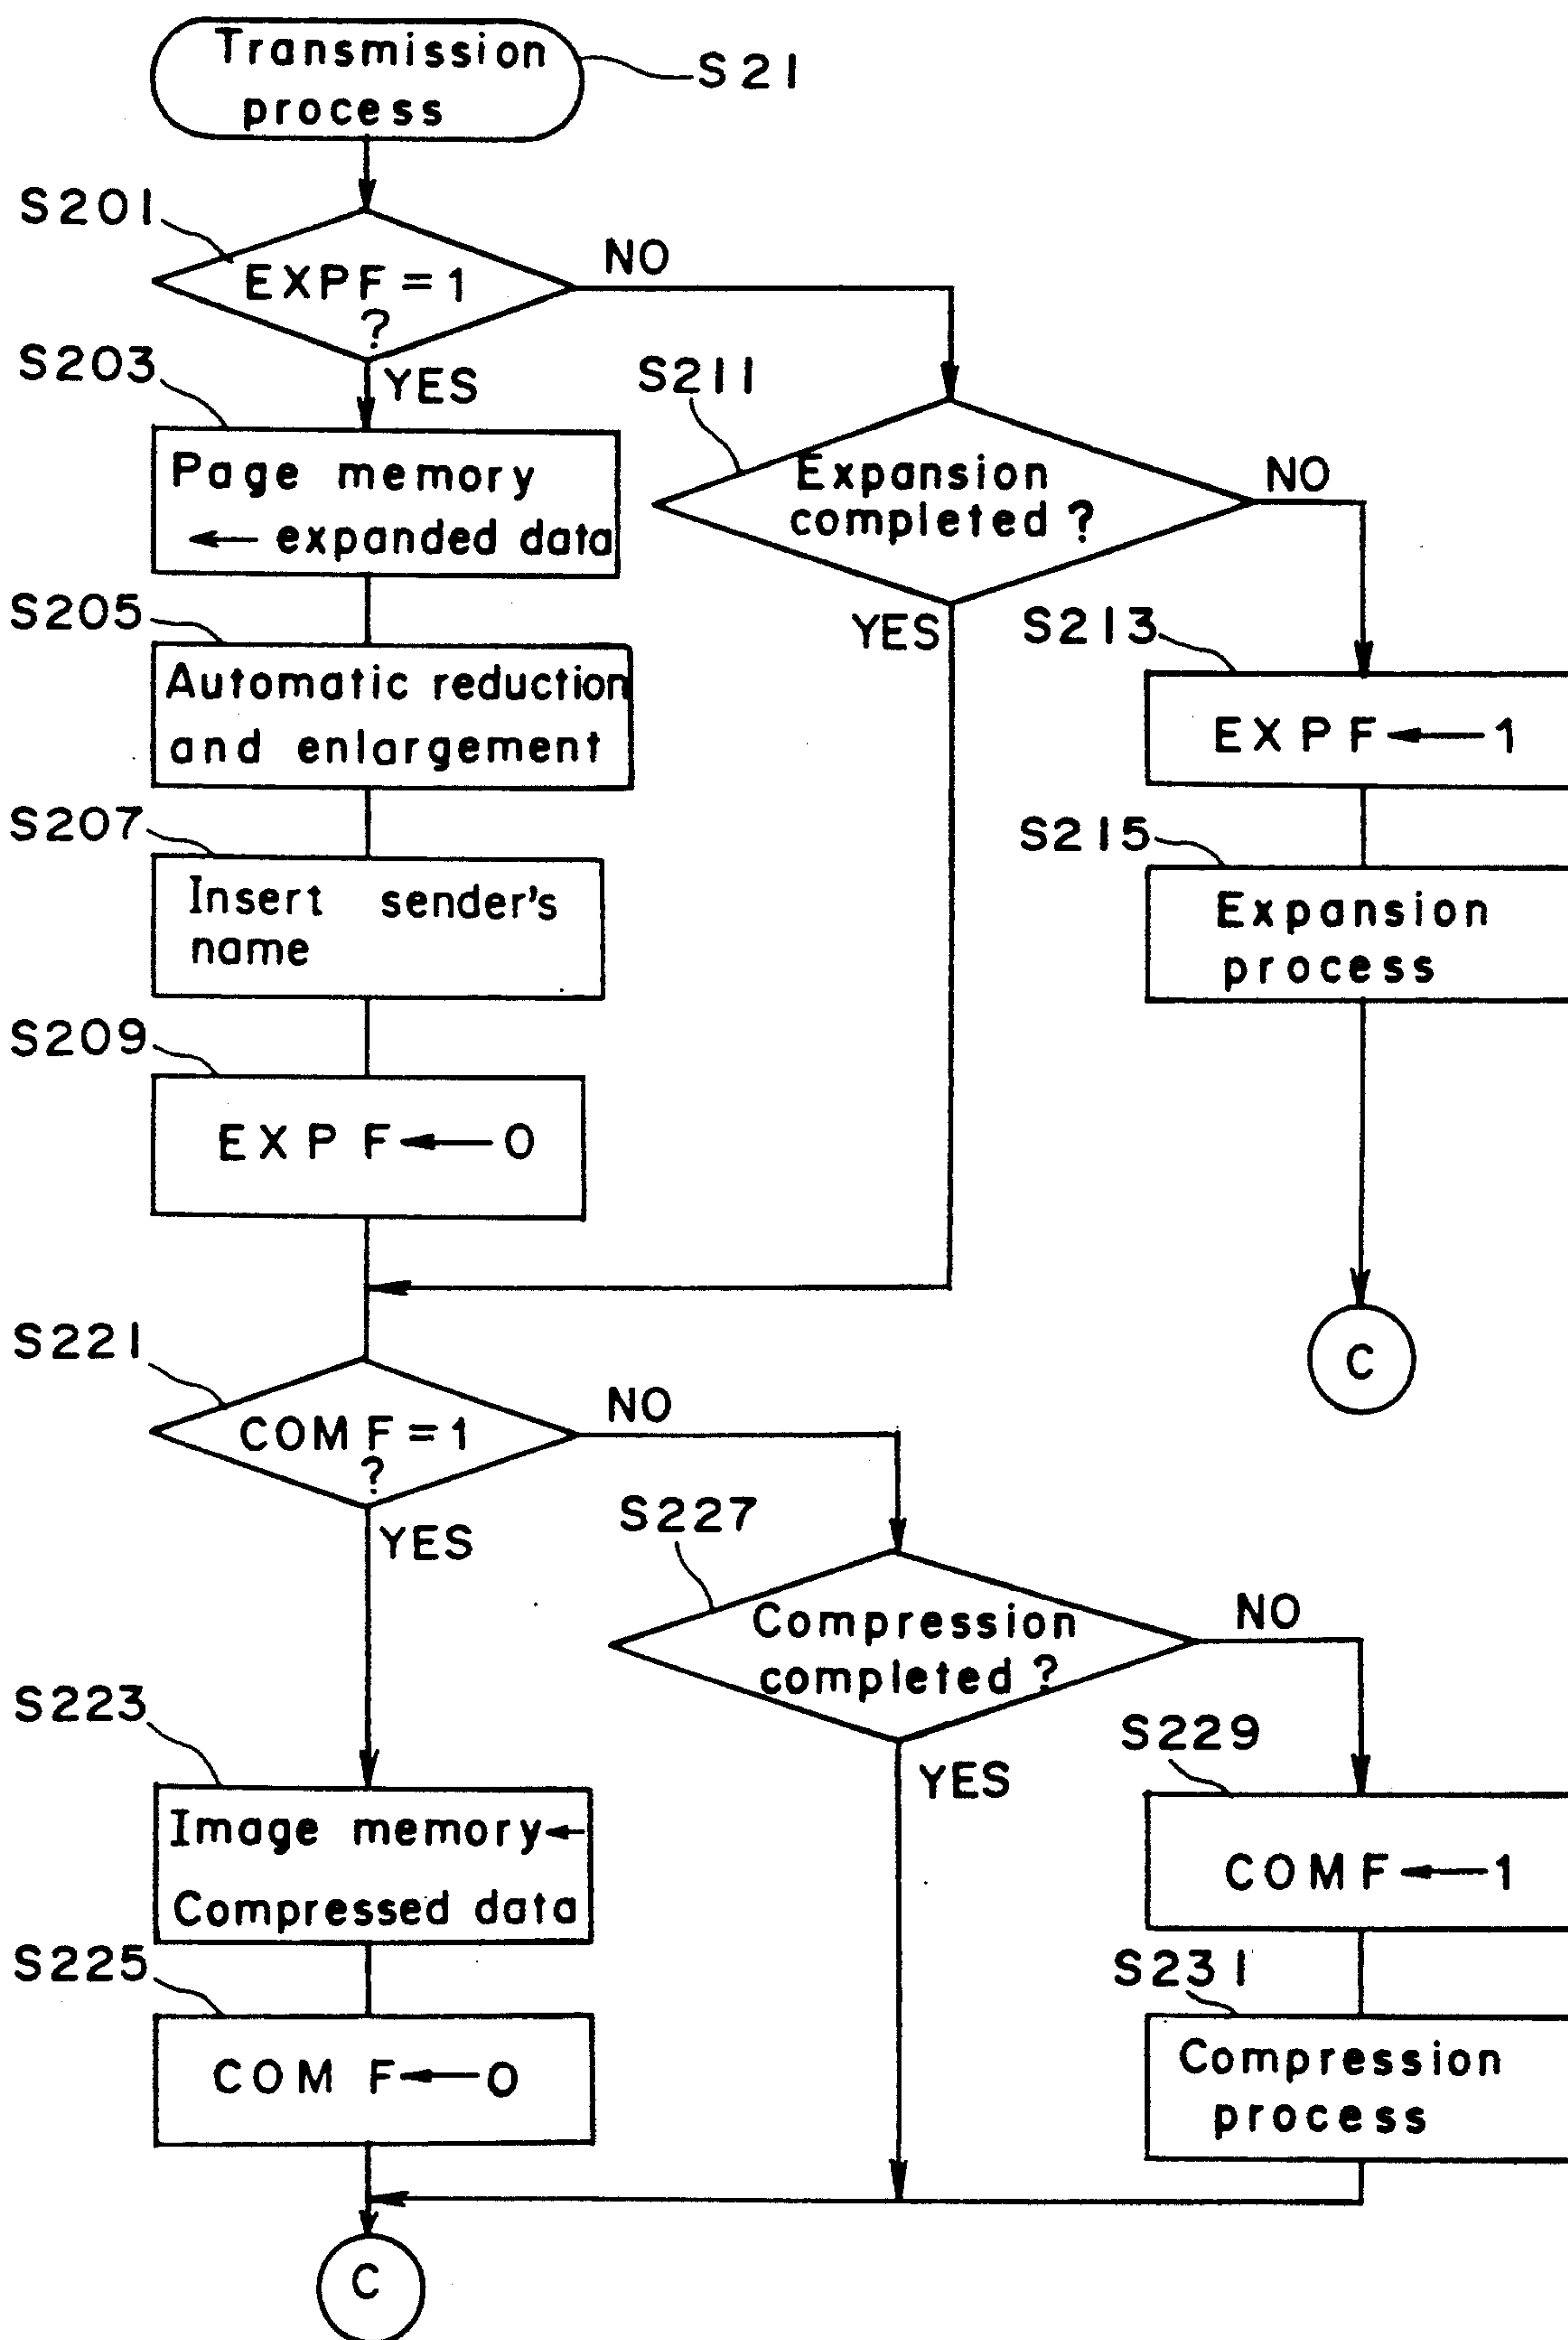 Transmission
process
S21
S201
EXPF=1
?
NO
YES
S203
Page memory
← expanded data
S205
Automatic reduction
and enlargement
S207
Insert sender's
name
S209
EXPF←0
S211
Expansion
completed?
NO
YES
S213
EXPF←1
S215
Expansion
process
C
S221
COMF=1
?
NO
YES
S223
Image memory←
Compressed data
S225
COMF←0
S227
Compression
completed?
NO
YES
S229
COMF←1
S231
Compression
process
C